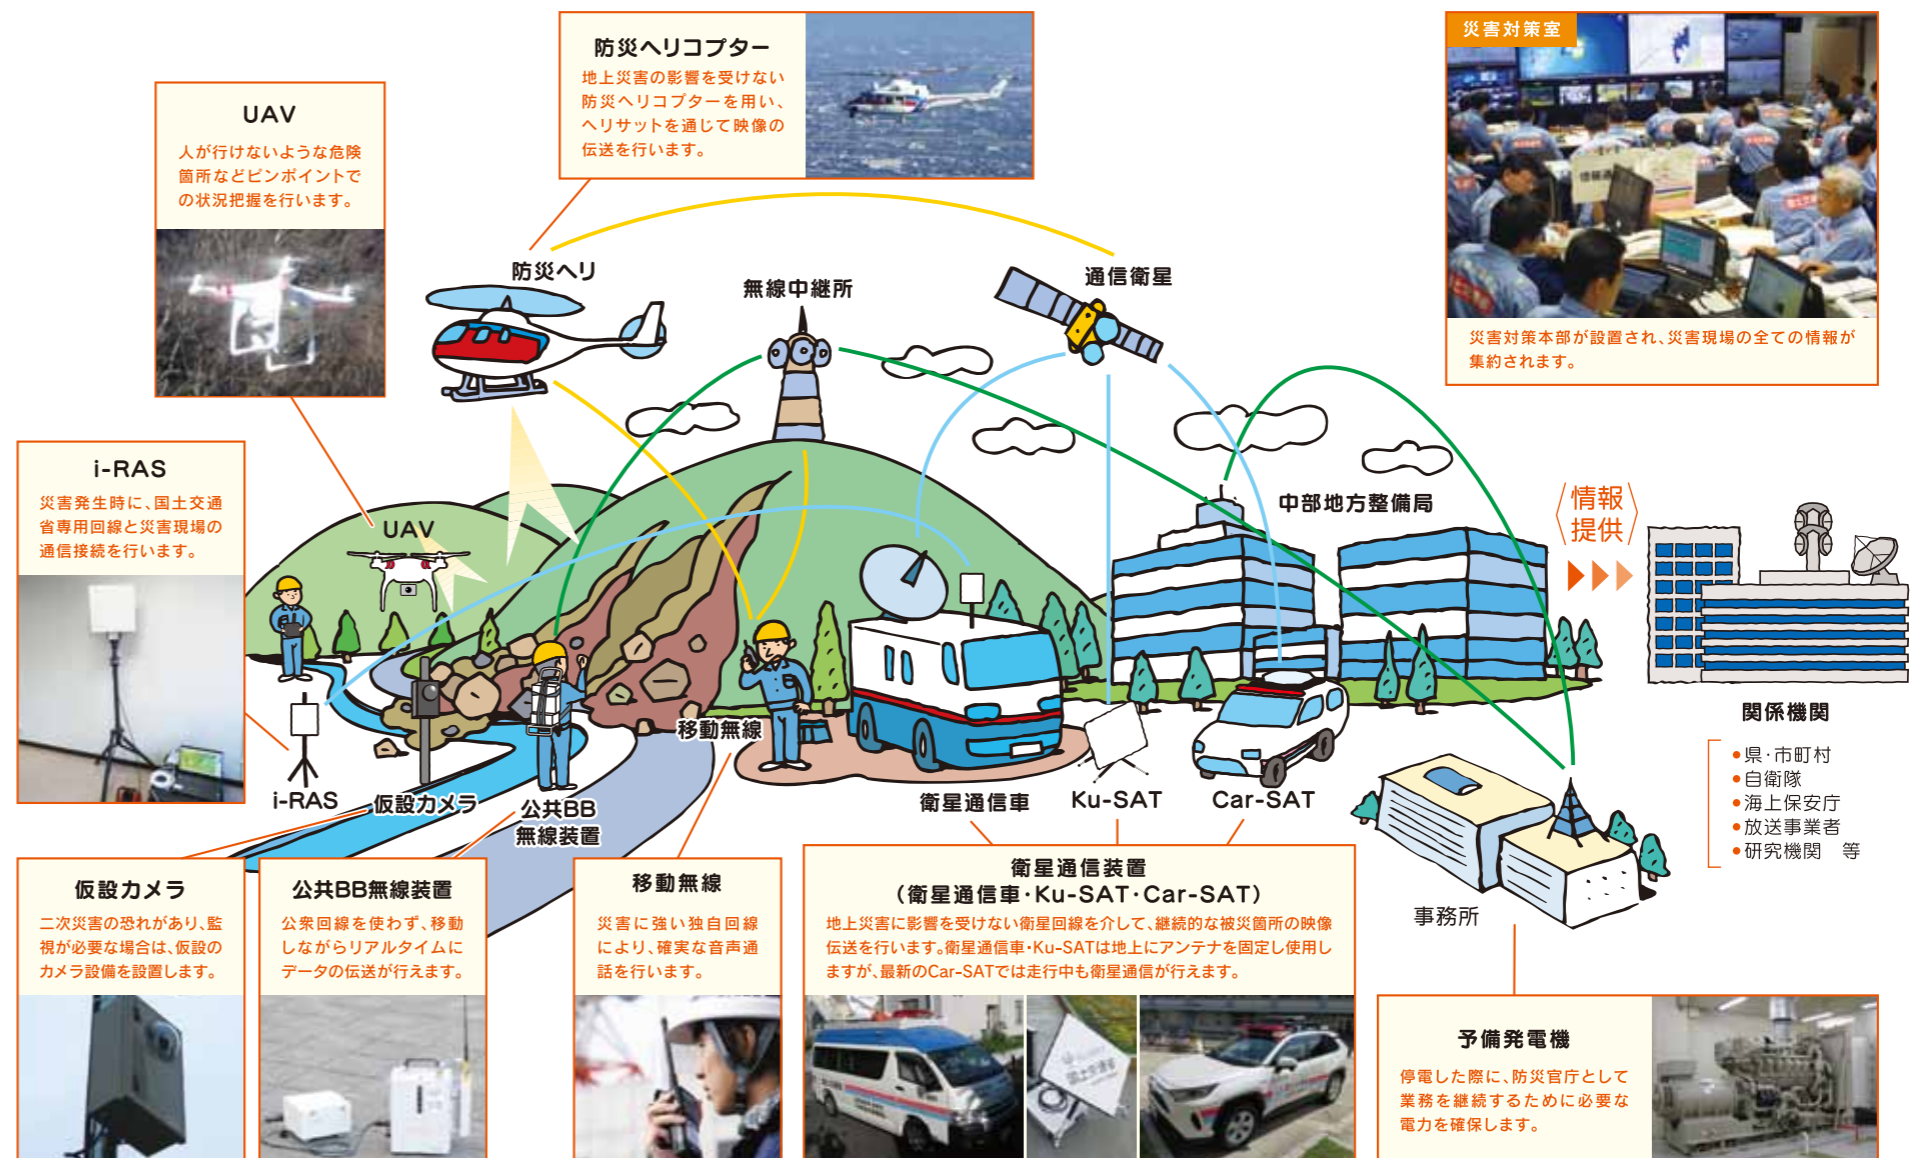 防災ヘリコプター
地上災害の影響を受けない
防災ヘリコプターを用い、
ヘリサットを通じて映像の
伝送を行います。
災害対策室
災害対策本部が設置され、災害現場の全ての情報が
集約されます。
UAV
人が行けないような危険
箇所などピンポイントで
の状況把握を行います。
防災ヘリ
無線中継所
通信衛星
i-RAS
災害発生時に、国土交通
省専用回線と災害現場の
通信接続を行います。
UAV
中部地方整備局
情報
提供
関係機関
●県・市町村
●自衛隊
●海上保安庁
●放送事業者
●研究機関　等
移動無線
i-RAS
仮設カメラ
公共BB
無線装置
衛星通信車
Ku-SAT
Car-SAT
事務所
仮設カメラ
二次災害の恐れがあり、監
視が必要な場合は、仮設の
カメラ設備を設置します。
公共BB無線装置
公衆回線を使わず、移動
しながらリアルタイムに
データの伝送が行えます。
移動無線
災害に強い独自回線
により、確実な音声通
話を行います。
衛星通信装置
（衛星通信車・Ku-SAT・Car-SAT）
地上災害に影響を受けない衛星回線を介して、継続的な被災箇所の映像
伝送を行います。衛星通信車・Ku-SATは地上にアンテナを固定し使用し
ますが、最新のCar-SATでは走行中も衛星通信が行えます。
国土交通省
予備発電機
停電した際に、防災官庁として
業務を継続するために必要な
電力を確保します。